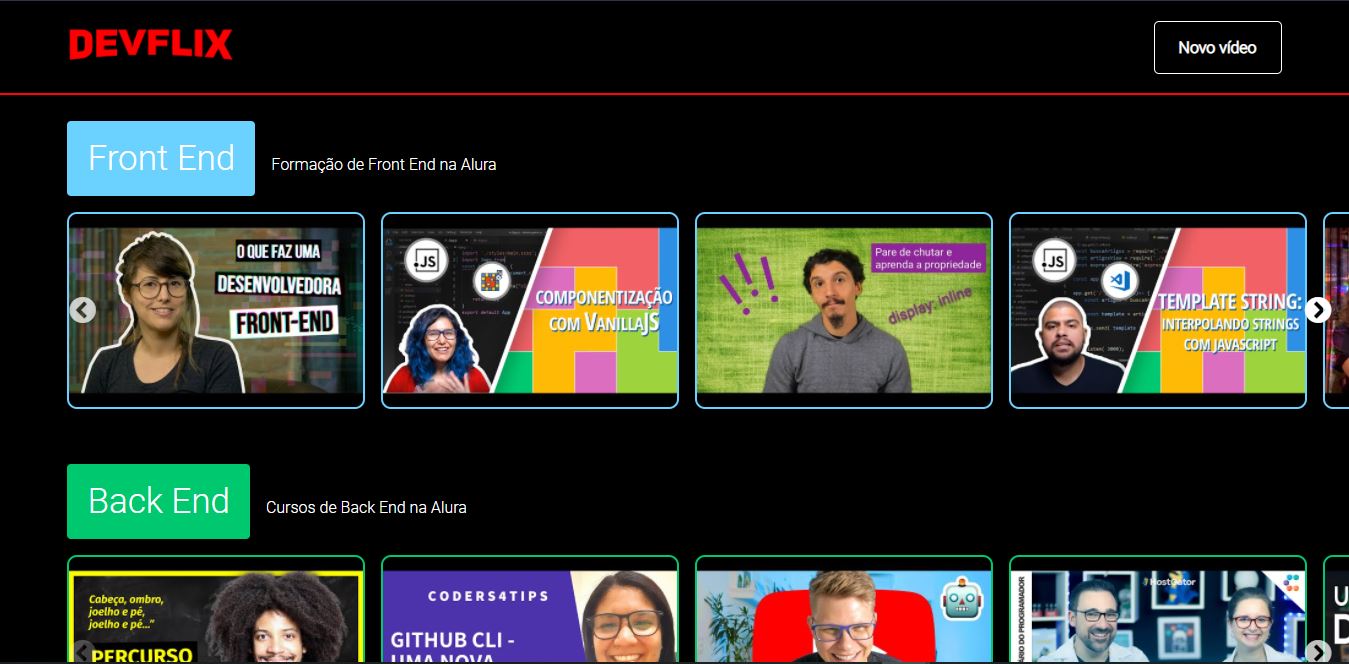 DEVFLIX
Novo vídeo
Front End
Formação de Front End na Alura
O QUE FAZ UMA
DESENVOLVEDORA
FRONT-END
.JS
COMPONENTIZAÇÃO
COM VANILLAJS
Pare de chutar e
aprenda a propriedade
display: inline
.JS
TEMPLATE STRING:
INTERPOLANDO STRINGS
COM JAVASCRIPT
Back End
Cursos de Back End na Alura
Cabeça, ombro,
joelho e pé,
joelho e pé..."
PERCURSO
CODERS4TIPS
GITHUB CLI -
UMA NOVA
HostGator
ÁRIO DO PROGRAMADOR
U
D